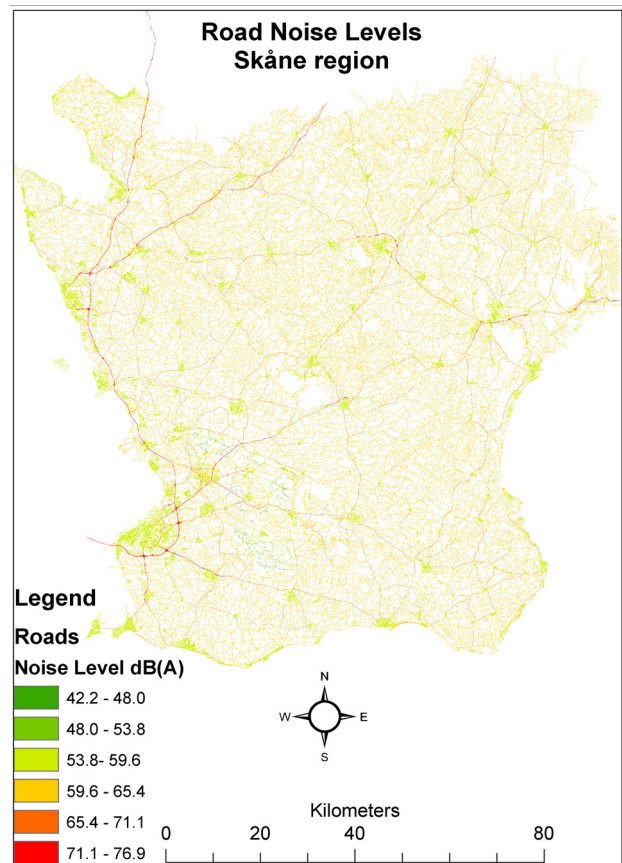 Road Noise Levels
Skåne region
Legend
Roads
Noise Level dB(A)
42.2 - 48.0
48.0 - 53.8
53.8- 59.6
59.6 - 65.4
65.4 - 71.1
71.1 - 76.9
N
W E
S
Kilometers
0 20 40 80